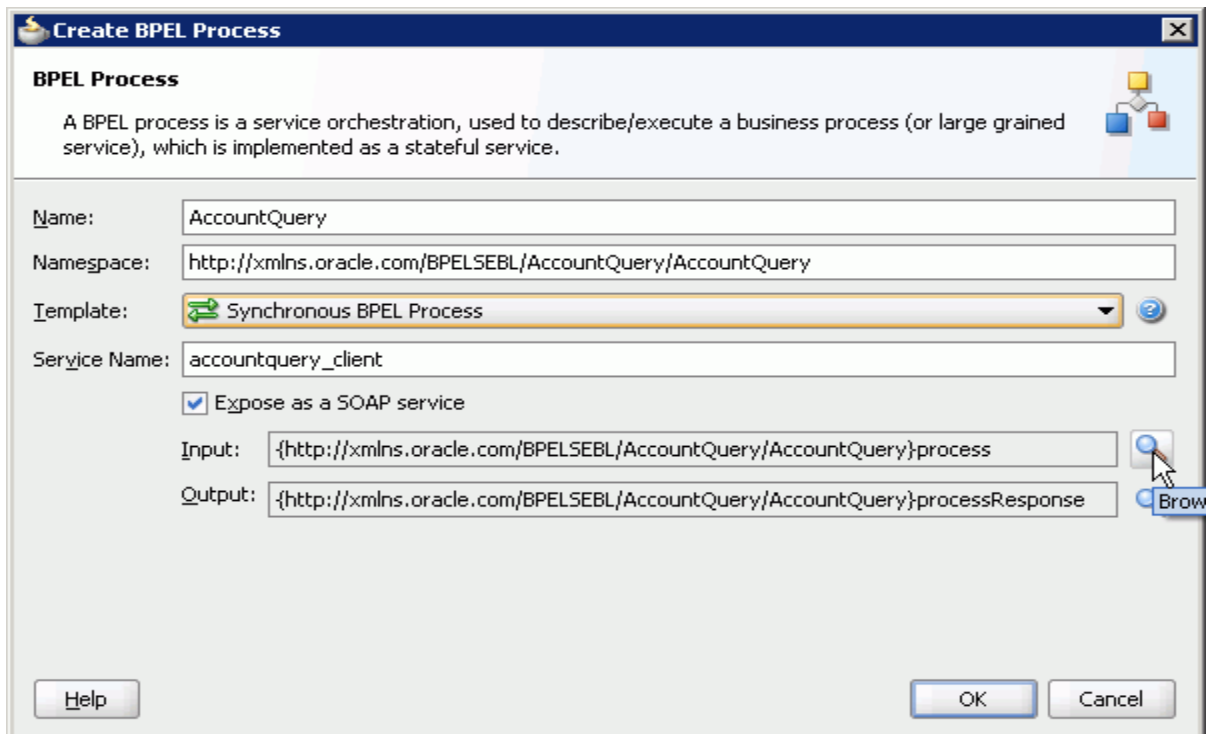 Create BPEL Process
BPEL Process
A BPEL process is a service orchestration, used to describe/execute a business process (or large grained
service), which is implemented as a stateful service.
Name: AccountQuery
Namespace: http://xmlns.oracle.com/BPELSEBL/AccountQuery/AccountQuery
Template: Synchronous BPEL Process
Service Name: accountquery_client
Expose as a SOAP service
Input: {http://xmlns.oracle.com/BPELSEBL/AccountQuery/AccountQuery}process
Output: {http://xmlns.oracle.com/BPELSEBL/AccountQuery/AccountQuery}processResponse
Brow
Help OK Cancel